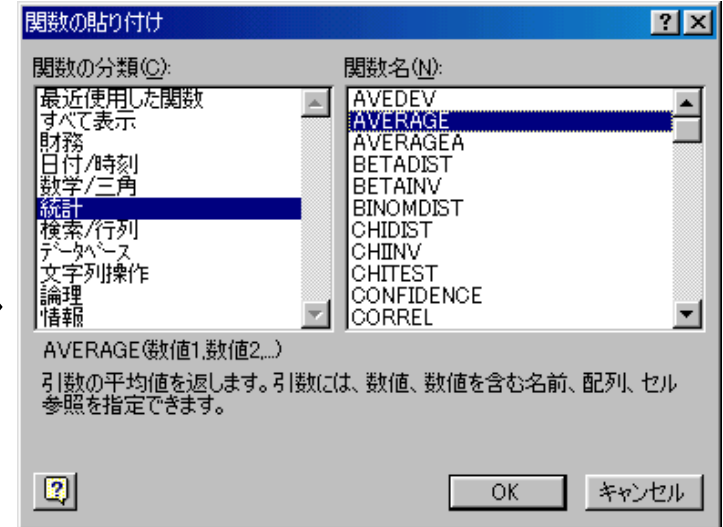 関数の貼り付け
関数の分類(C):
最近使用した関数
すべて表示
財務
日付/時刻
数学/三角
統計
検索/行列
ﾃﾞｰﾀﾍﾞｰｽ
文字列操作
論理
情報
関数名(N):
AVEDEV
AVERAGE
AVERAGEA
BETADIST
BETAINV
BINOMDIST
CHIDIST
CHIINV
CHITEST
CONFIDENCE
CORREL
AVERAGE(数値1,数値2,...)
引数の平均値を返します。引数には、数値、数値を含む名前、配列、セル
参照を指定できます。
OK
キャンセル